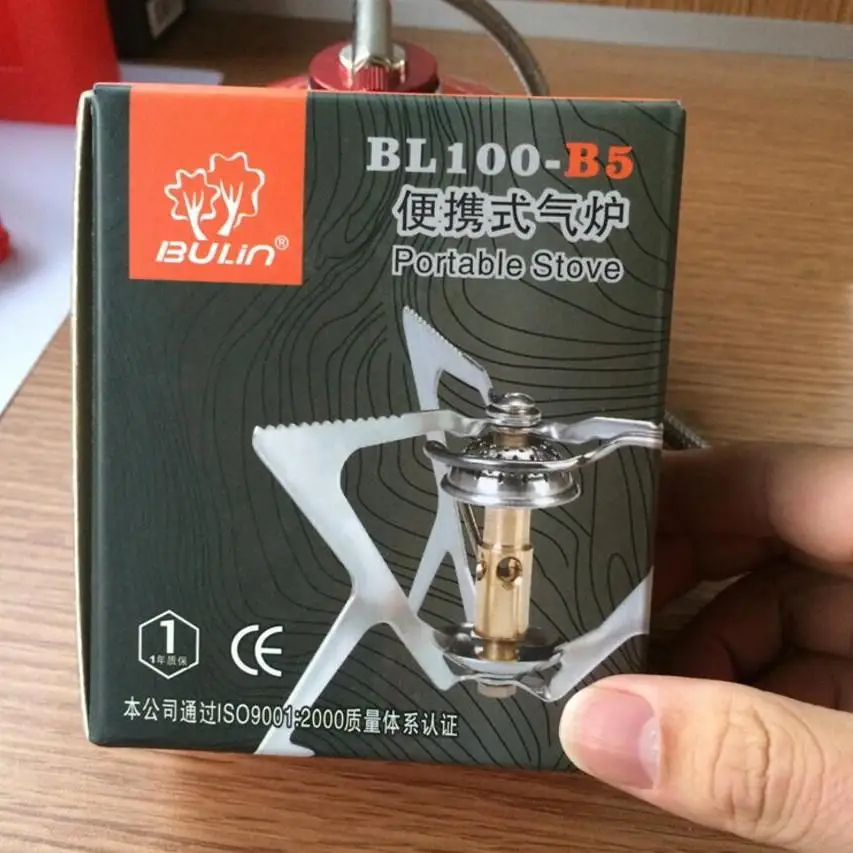 BULin®
BL100-B5
便携式气炉
Portable Stove
1
1年质保
CE
本公司通过ISO9001:2000质量体系认证